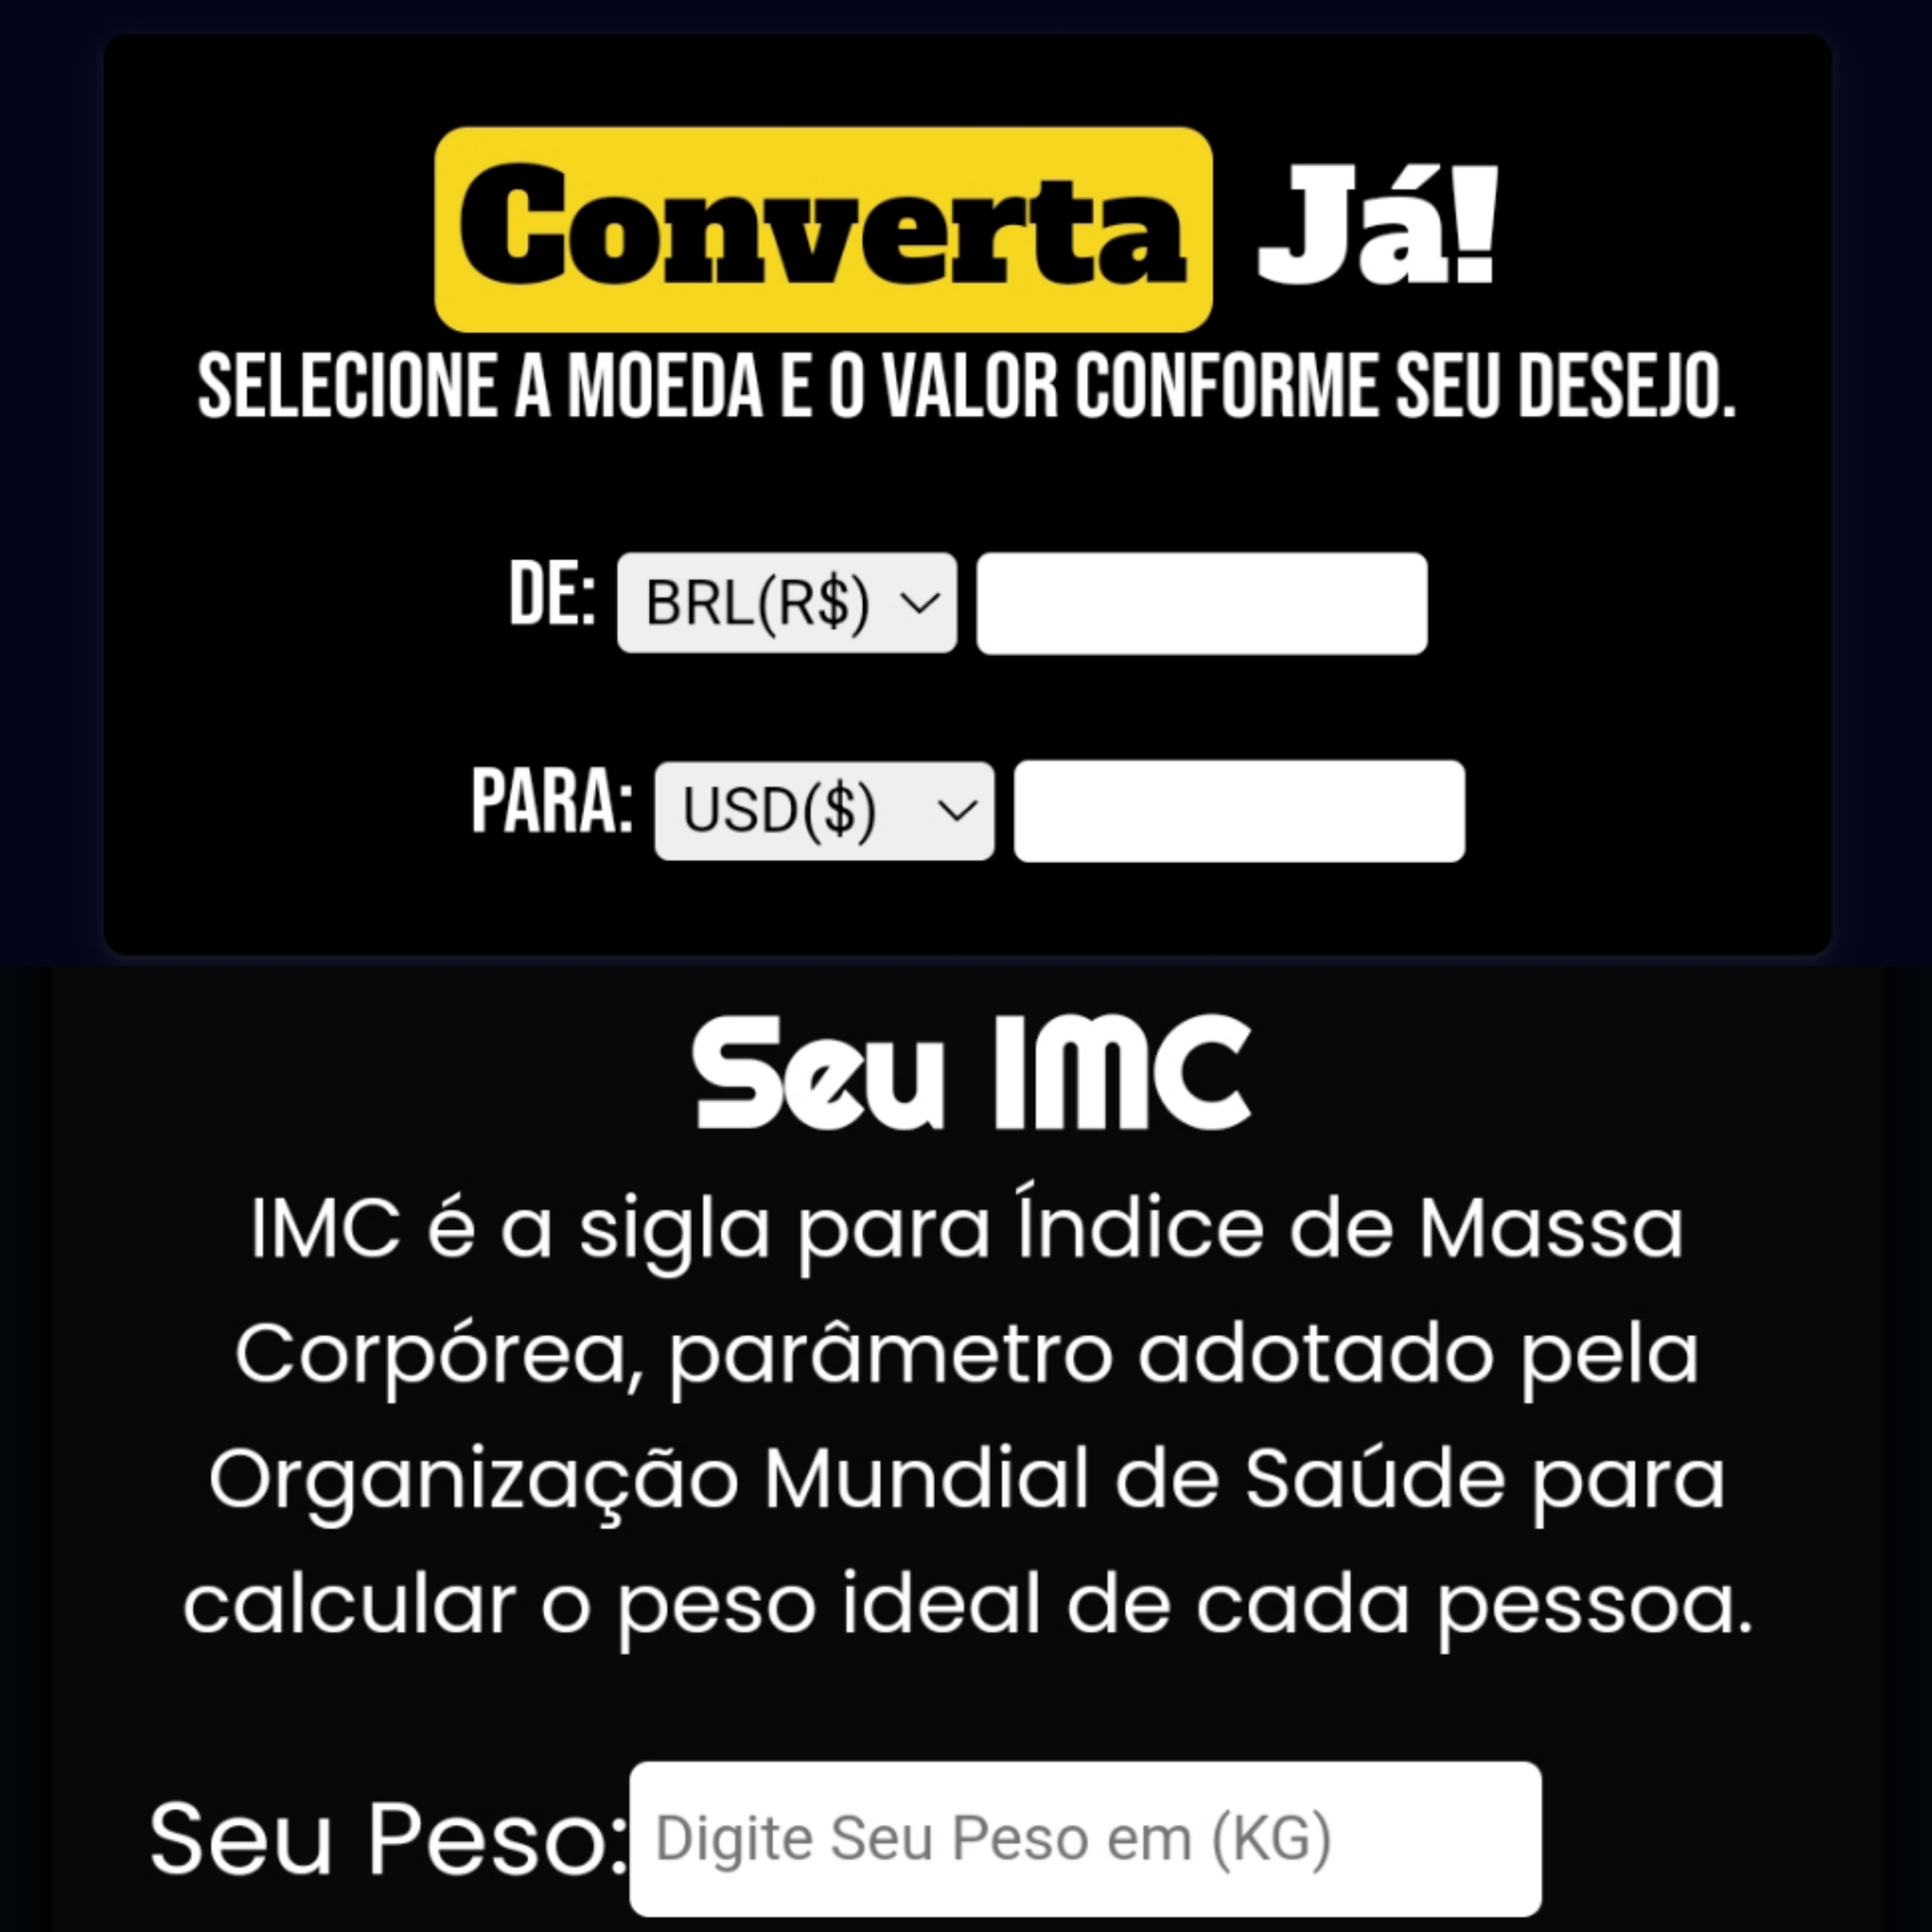 Converta Já!
SELECIONE A MOEDA E O VALOR CONFORME SEU DESEJO.
DE: BRL(R$)
PARA: USD($)
Seu IMC
IMC é a sigla para Índice de Massa
Corpórea, parâmetro adotado pela
Organização Mundial de Saúde para
calcular o peso ideal de cada pessoa.
Seu Peso: Digite Seu Peso em (KG)